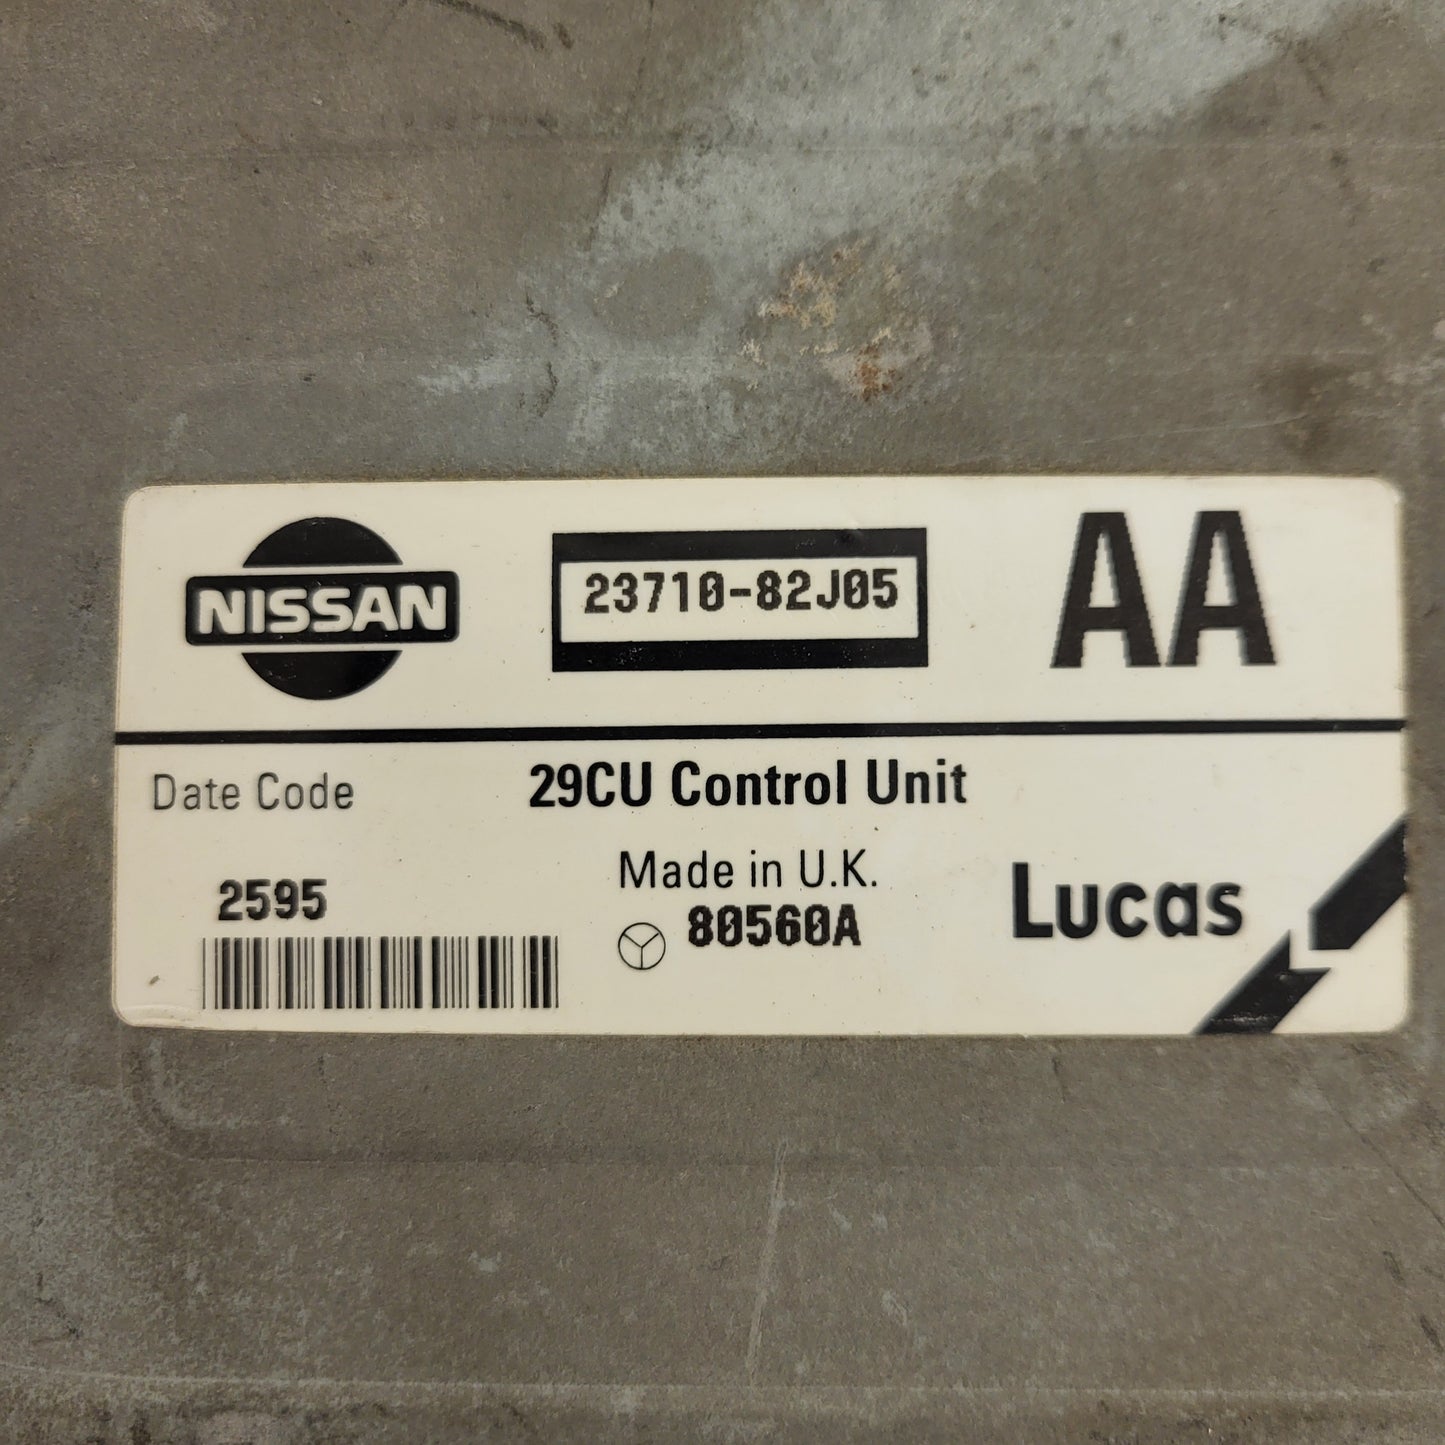 NISSAN
23710-82J05
AA
Date Code
29CU Control Unit
2595
Made in U.K.
80560A
Lucas